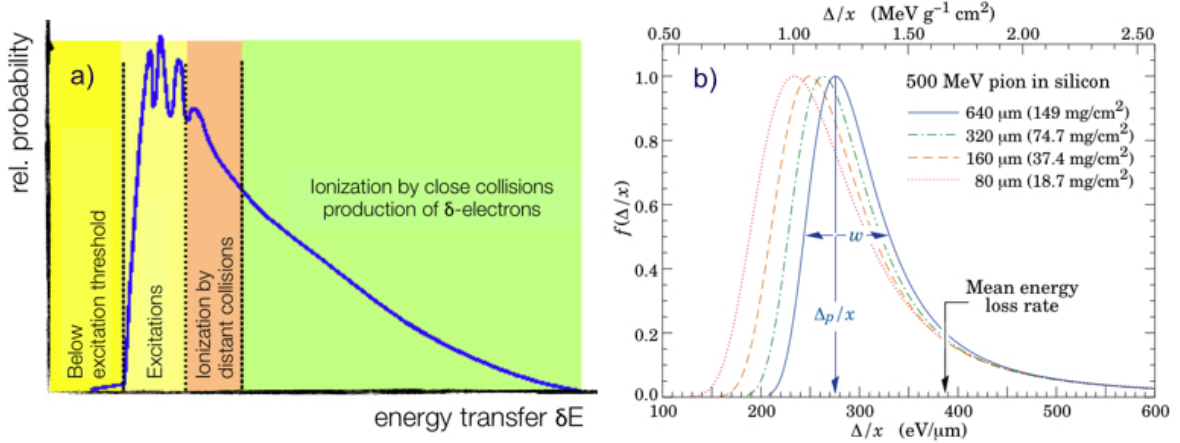 a)
rel. probability
Below
excitation threshold
Excitations
Ionization by
distant collisions
Ionization by close collisions
production of δ-electrons
energy transfer δE
Δ/x (MeV g⁻¹ cm²)
0.50 1.00 1.50 2.00 2.50
b)
500 MeV pion in silicon
640 μm (149 mg/cm²)
320 μm (74.7 mg/cm²)
160 μm (37.4 mg/cm²)
80 μm (18.7 mg/cm²)
f(Δ/x)
1.0
0.8
0.6
0.4
0.2
0.0
w
Δp/x
Mean energy
loss rate
100 200 300 400 500 600
Δ/x (eV/μm)